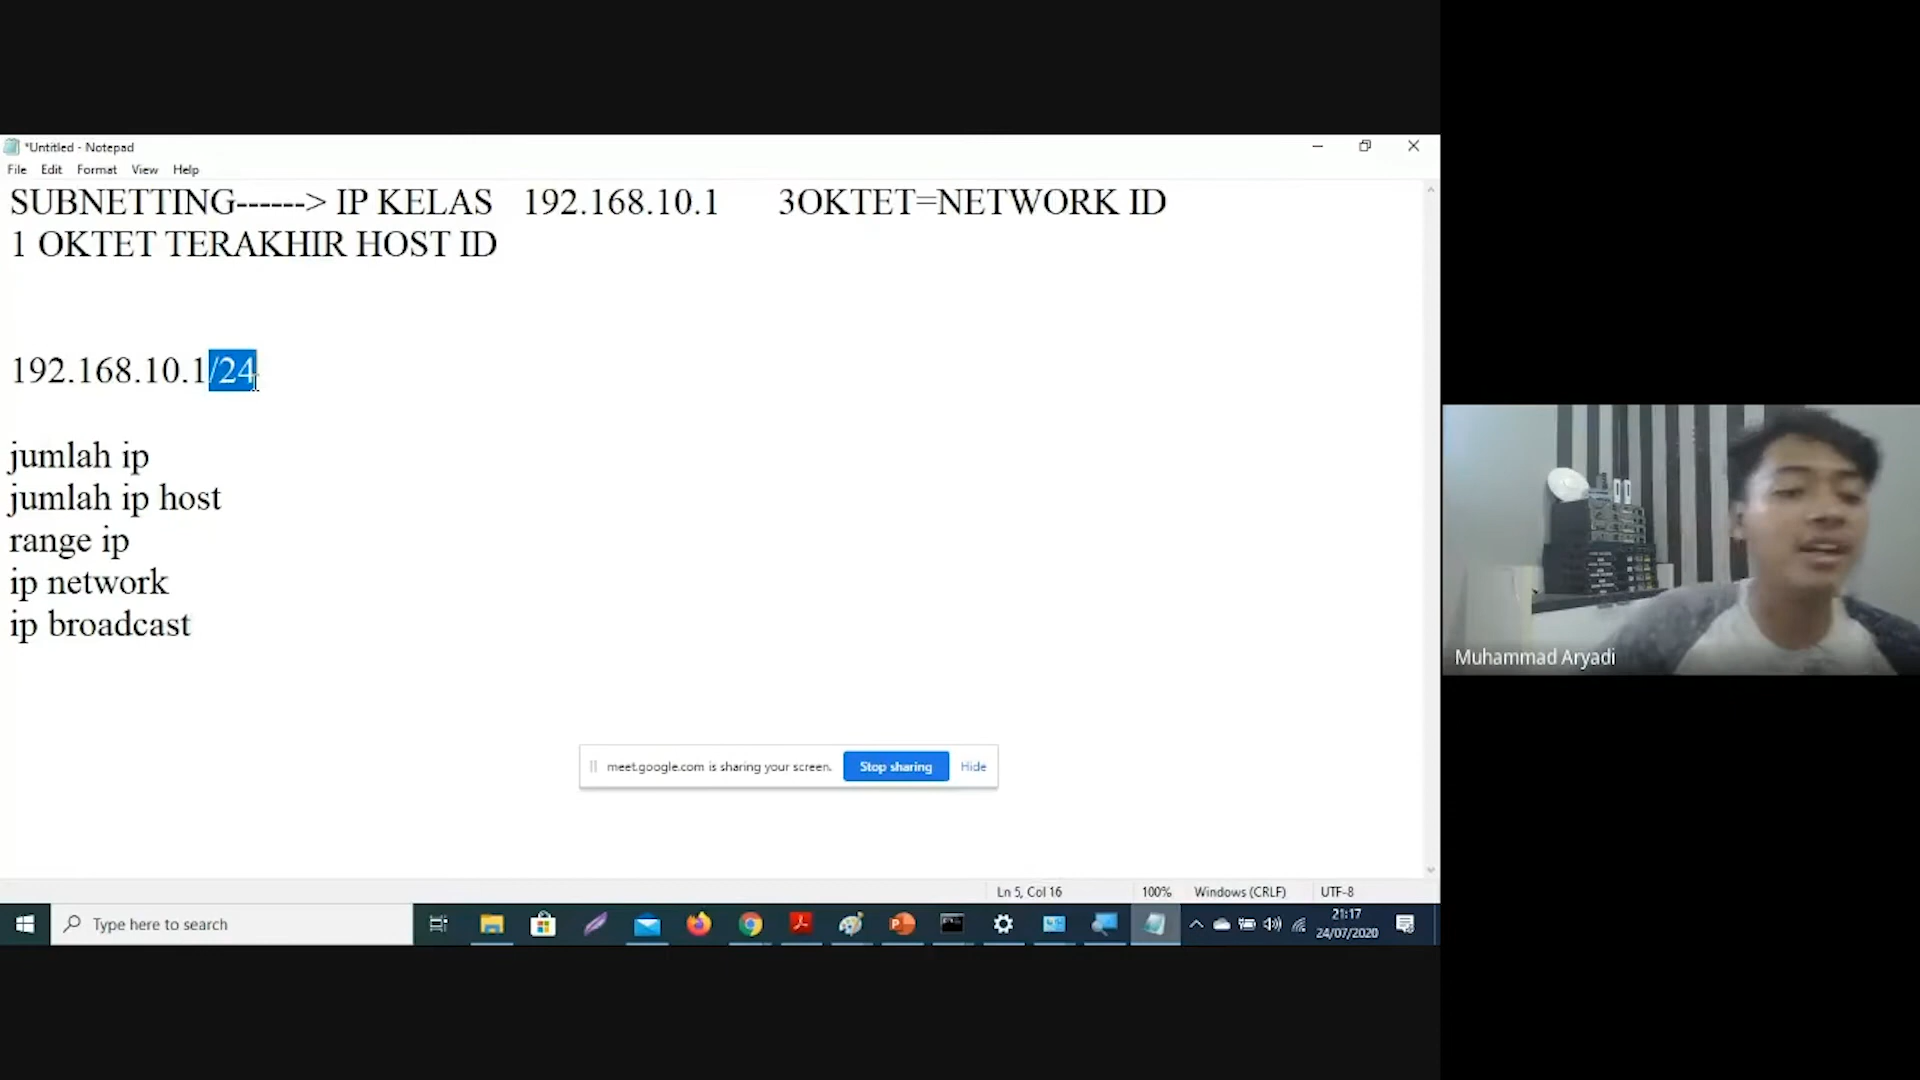 *Untitled - Notepad
File Edit Format View Help
SUBNETTING------> IP KELAS 192.168.10.1 3OKTET=NETWORK ID
1 OKTET TERAKHIR HOST ID
192.168.10.1/24
jumlah ip
jumlah ip host
range ip
ip network
ip broadcast
Muhammad Aryadi
meet.google.com is sharing your screen. Stop sharing Hide
Ln 5, Col 16 100% Windows (CRLF) UTF-8
Type here to search
21:17
24/07/2020